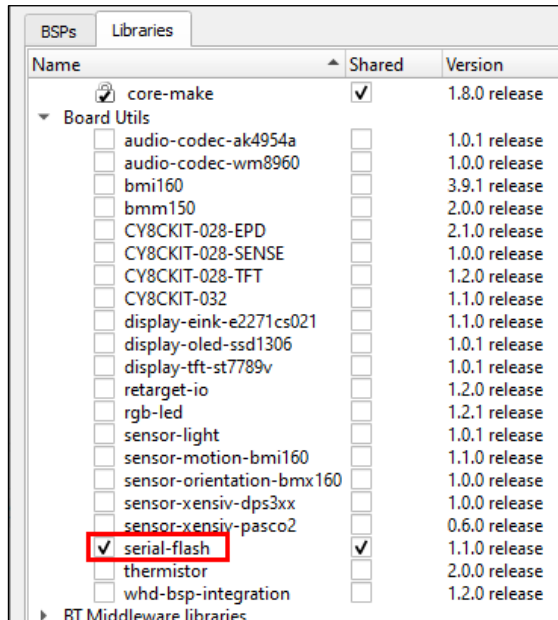 BSPs Libraries
Name Shared Version
core-make 1.8.0 release
Board Utils
audio-codec-ak4954a 1.0.1 release
audio-codec-wm8960 1.0.0 release
bmi160 3.9.1 release
bmm150 2.0.0 release
CY8CKIT-028-EPD 2.1.0 release
CY8CKIT-028-SENSE 1.0.0 release
CY8CKIT-028-TFT 1.2.0 release
CY8CKIT-032 1.1.0 release
display-eink-e2271cs021 1.1.0 release
display-oled-ssd1306 1.0.1 release
display-tft-st7789v 1.0.1 release
retarget-io 1.2.0 release
rgb-led 1.2.1 release
sensor-light 1.0.1 release
sensor-motion-bmi160 1.1.0 release
sensor-orientation-bmx160 1.0.0 release
sensor-xensiv-dps3xx 1.0.0 release
sensor-xensiv-pasco2 0.6.0 release
serial-flash 1.1.0 release
thermistor 2.0.0 release
whd-bsp-integration 1.2.0 release
BT Middleware libraries